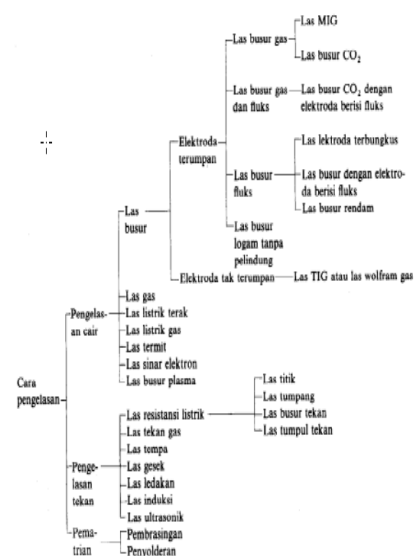 Las MIG
Las busur gas
Las busur CO₂
Las busur gas
dan fluks
Las busur CO₂ dengan
elektroda berisi fluks
Elektroda
terumpan
Las lektroda terbungkus
Las busur
fluks
Las busur dengan elektro-
da berisi fluks
Las busur rendam
Las
busur
Las busur
logam tanpa
pelindung
Elektroda tak terumpan
Las TIG atau las wolfram gas
Pengelas-
an cair
Las gas
Las listrik terak
Las listrik gas
Las termit
Las sinar elektron
Las busur plasma
Cara
pengelasan
Las titik
Las tumpang
Las busur tekan
Las tumpul tekan
Las resistansi listrik
Las tekan gas
Las tempa
Penge-
lasan
tekan
Las gesek
Las ledakan
Las induksi
Las ultrasonik
Pema-
trian
Pembrasingan
Penyolderan